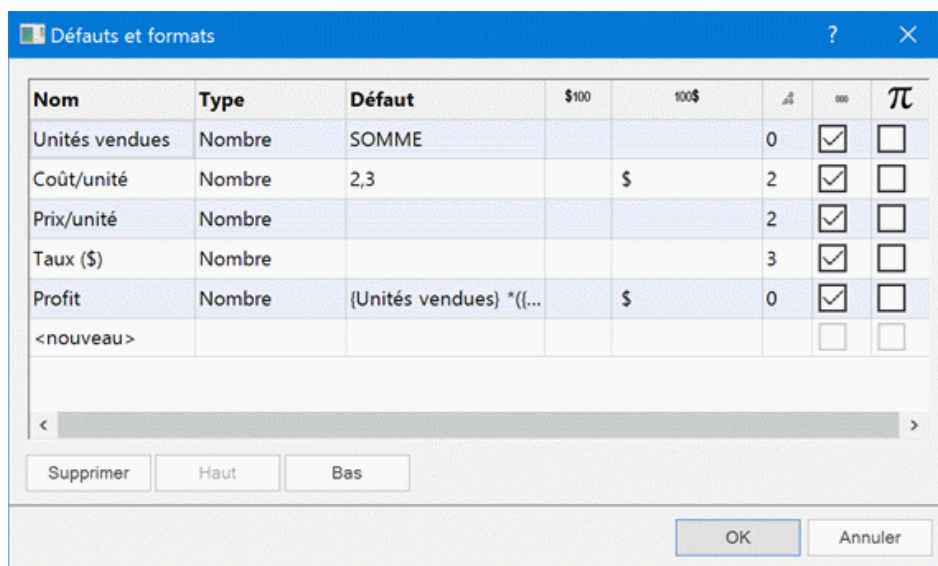 Défauts et formats ?
Nom Type Défaut $100 100$ 000 π
Unités vendues Nombre SOMME 0
Coût/unité Nombre 2,3 $ 2
Prix/unité Nombre 2
Taux ($) Nombre 3
Profit Nombre {Unités vendues} *({... $ 0
<nouveau>
Supprimer Haut Bas
OK Annuler